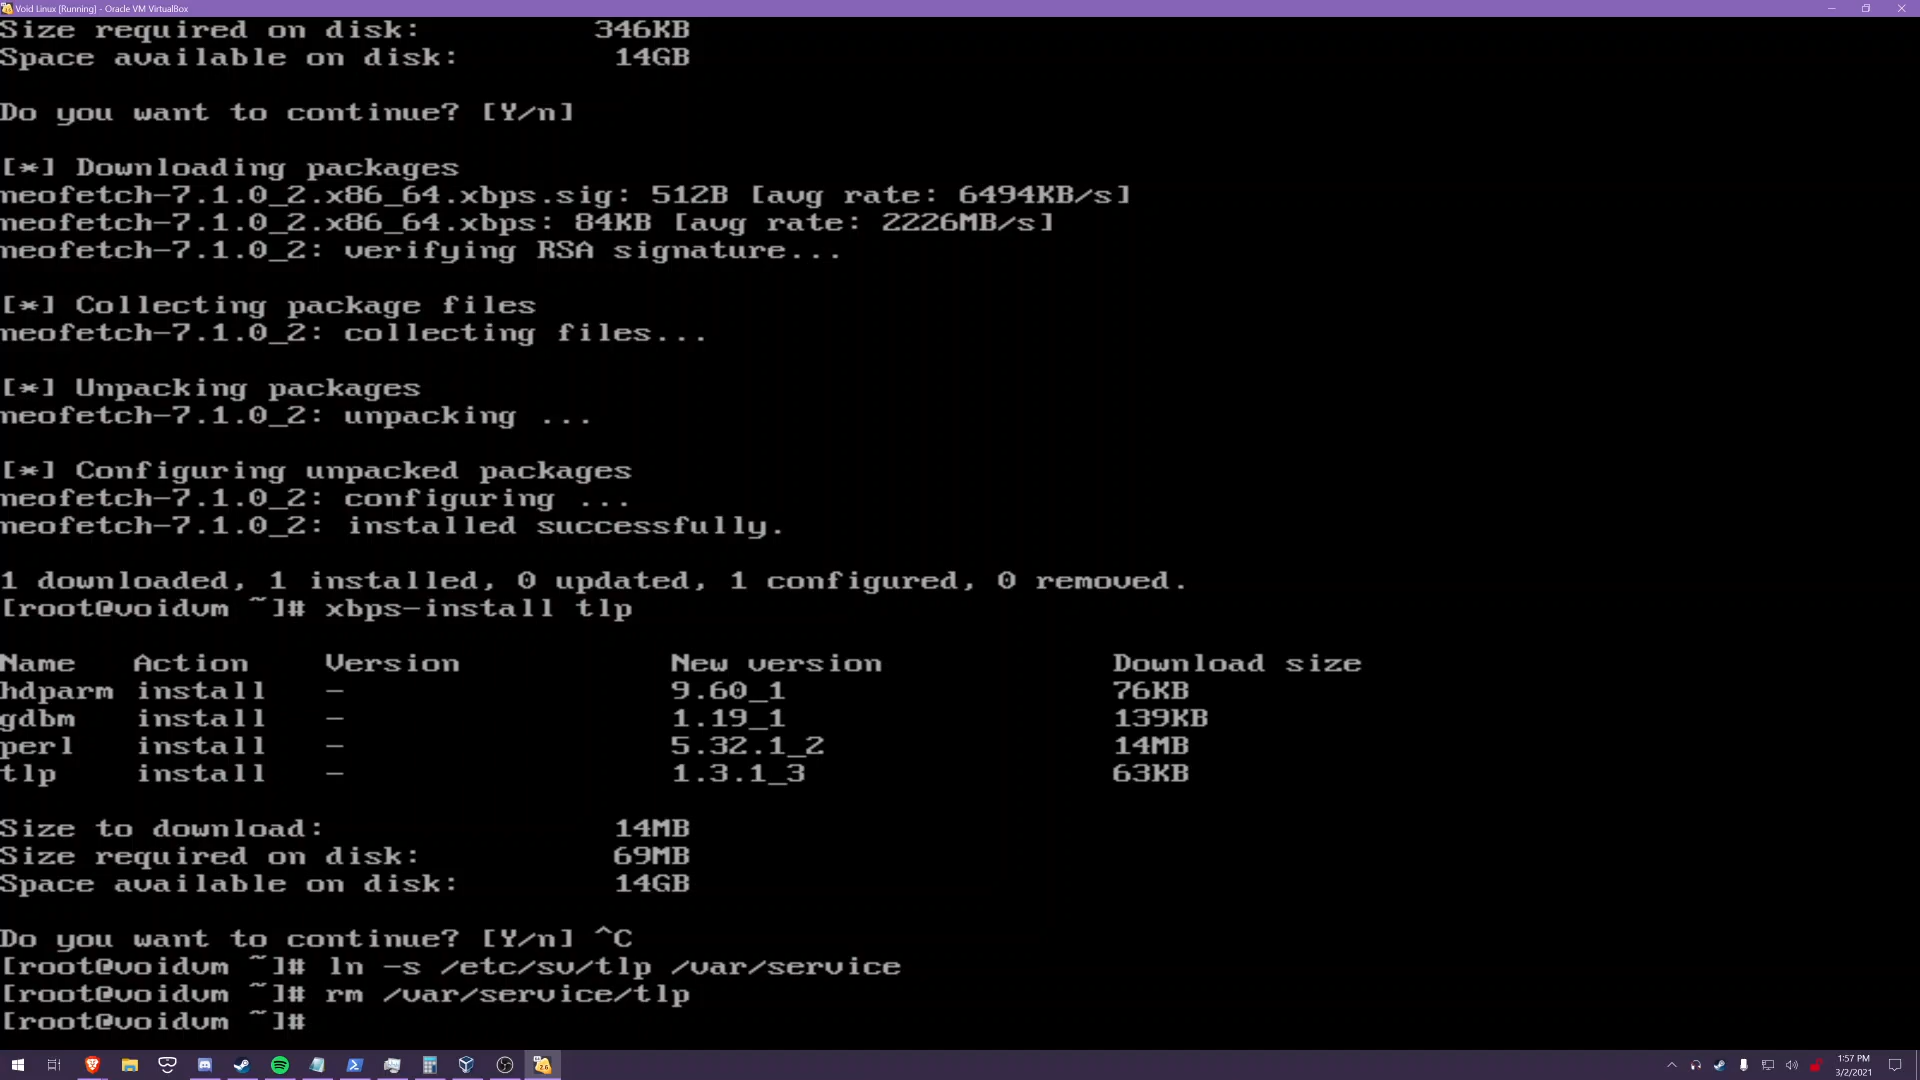 Void Linux [Running] - Oracle VM VirtualBox
Size required on disk: 346KB
Space available on disk: 14GB
Do you want to continue? [Y/n]
[*] Downloading packages
neofetch-7.1.0_2.x86_64.xbps.sig: 512B [avg rate: 6494KB/s]
neofetch-7.1.0_2.x86_64.xbps: 84KB [avg rate: 2226MB/s]
neofetch-7.1.0_2: verifying RSA signature...
[*] Collecting package files
neofetch-7.1.0_2: collecting files...
[*] Unpacking packages
neofetch-7.1.0_2: unpacking ...
[*] Configuring unpacked packages
neofetch-7.1.0_2: configuring ...
neofetch-7.1.0_2: installed successfully.
1 downloaded, 1 installed, 0 updated, 1 configured, 0 removed.
[root@voidvm ~]# xbps-install tlp
Name Action Version New version Download size
hdparm install - 9.60_1 76KB
gdbm install - 1.19_1 139KB
perl install - 5.32.1_2 14MB
tlp install - 1.3.1_3 63KB
Size to download: 14MB
Size required on disk: 69MB
Space available on disk: 14GB
Do you want to continue? [Y/n] ^C
[root@voidvm ~]# ln -s /etc/sv/tlp /var/service
[root@voidvm ~]# rm /var/service/tlp
[root@voidvm ~]#
1:57 PM
3/2/2021